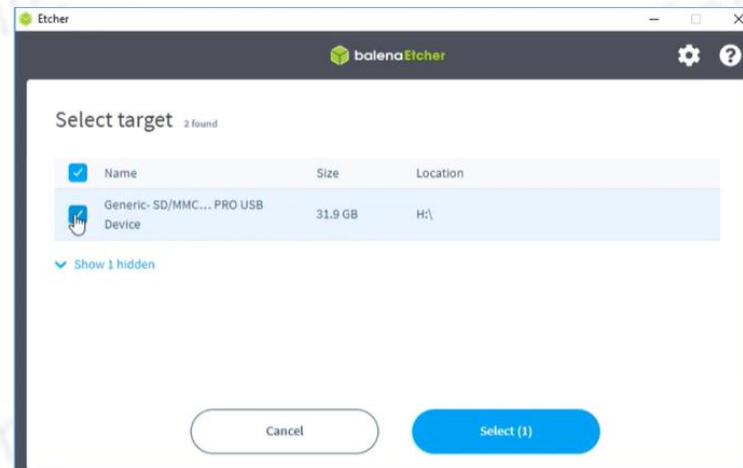 Etcher
balenaEtcher
Select target 2 found
Name Size Location
Generic- SD/MMC... PRO USB
Device
31.9 GB H:\
Show 1 hidden
Cancel Select (1)